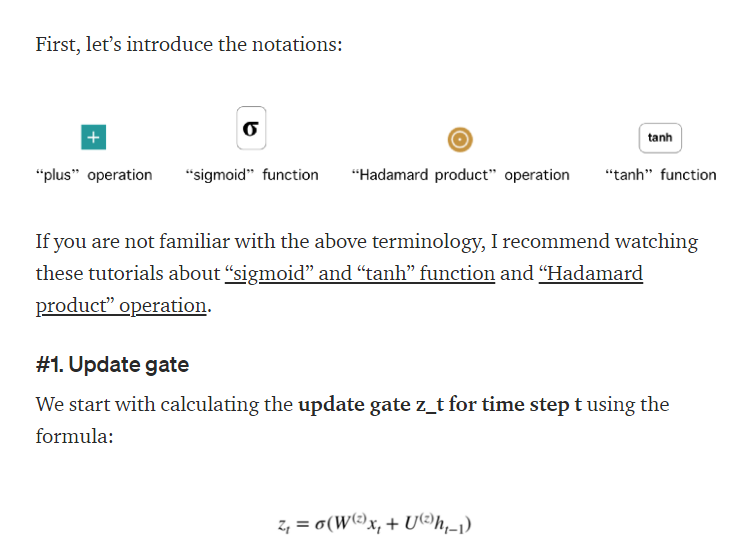 First, let’s introduce the notations:
+
σ
tanh
“plus” operation “sigmoid” function “Hadamard product” operation “tanh” function
If you are not familiar with the above terminology, I recommend watching
these tutorials about “sigmoid” and “tanh” function and “Hadamard
product” operation.
#1. Update gate
We start with calculating the update gate z_t for time step t using the
formula:
z_t = σ(W^(z)x_t + U^(z)h_{t−1})